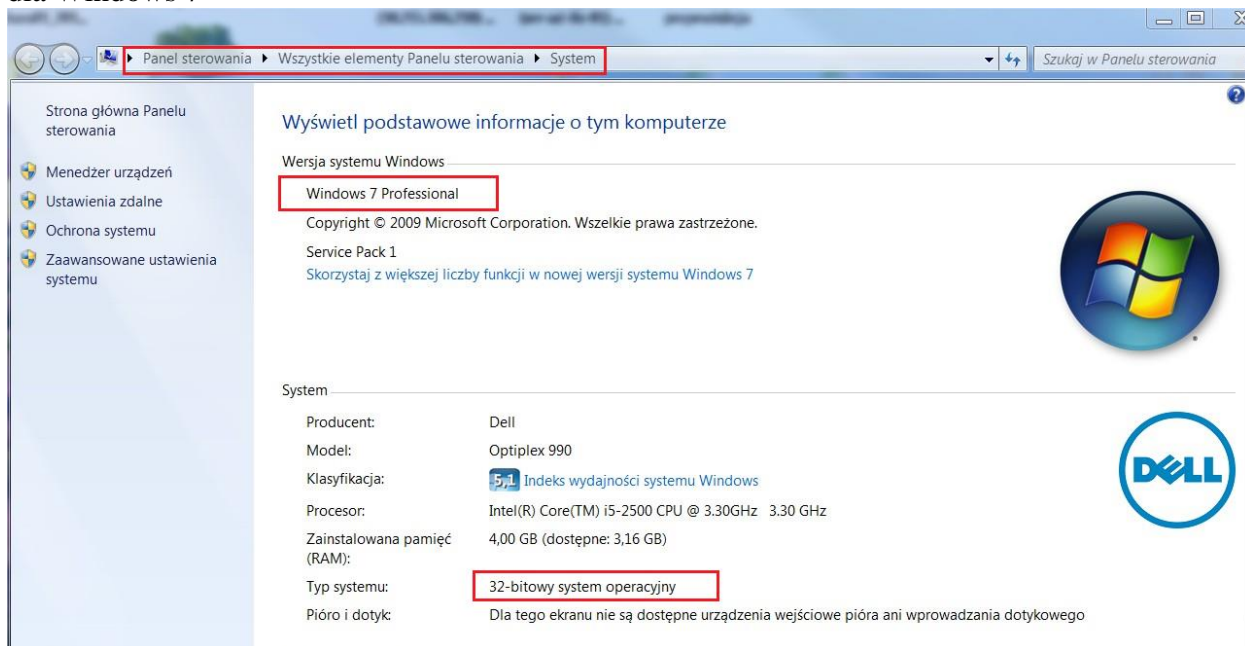 dla Windows .
Panel sterowania ▸ Wszystkie elementy Panelu sterowania ▸ System
Szukaj w Panelu sterowania
Strona główna Panelu
sterowania
Menedżer urządzeń
Ustawienia zdalne
Ochrona systemu
Zaawansowane ustawienia
systemu
Wyświetl podstawowe informacje o tym komputerze
Wersja systemu Windows
Windows 7 Professional
Copyright © 2009 Microsoft Corporation. Wszelkie prawa zastrzeżone.
Service Pack 1
Skorzystaj z większej liczby funkcji w nowej wersji systemu Windows 7
System
Producent: Dell
Model: Optiplex 990
Klasyfikacja: 5,1 Indeks wydajności systemu Windows
Procesor: Intel(R) Core(TM) i5-2500 CPU @ 3.30GHz 3.30 GHz
Zainstalowana pamięć
(RAM): 4,00 GB (dostępne: 3,16 GB)
Typ systemu: 32-bitowy system operacyjny
Pióro i dotyk: Dla tego ekranu nie są dostępne urządzenia wejściowe pióra ani wprowadzania dotykowego
DELL